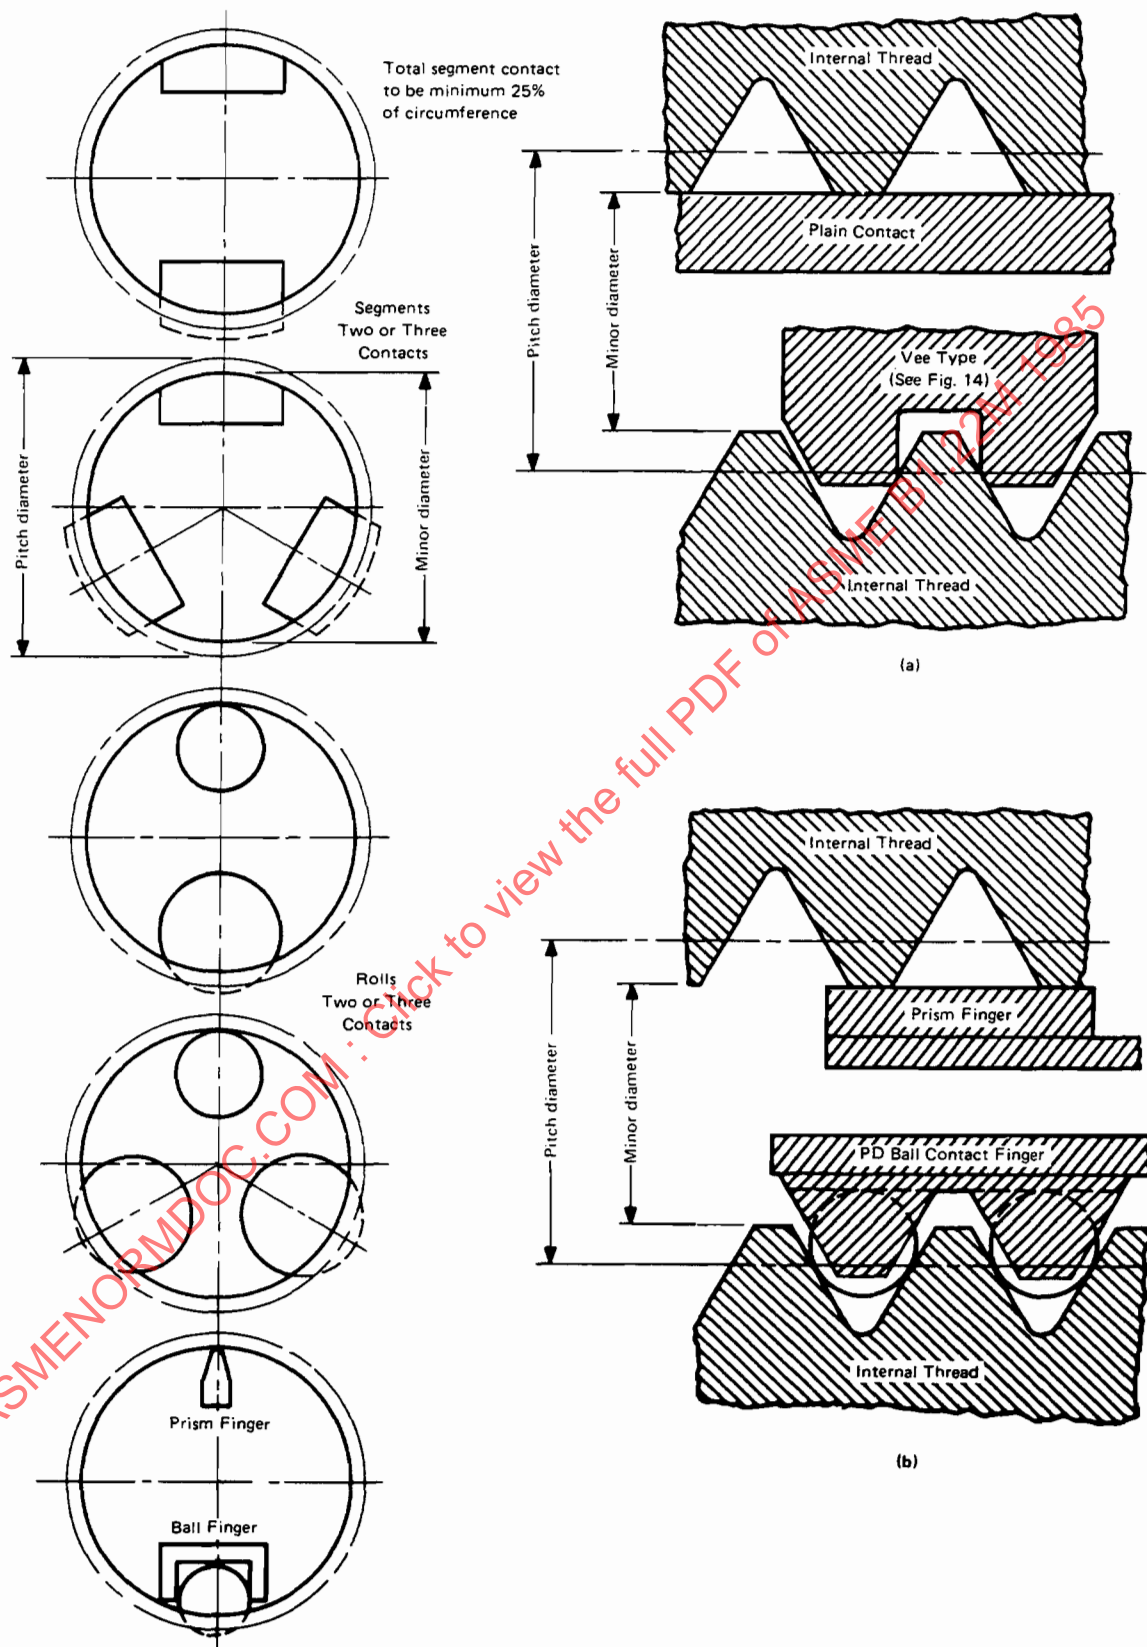 Total segment contact
to be minimum 25%
of circumference
Segments
Two or Three
Contacts
Pitch diameter
Minor diameter
Rolls
Two or Three
Contacts
Prism Finger
Ball Finger
Internal Thread
Plain Contact
Pitch diameter
Minor diameter
Vee Type
(See Fig. 14)
Internal Thread
(a)
Internal Thread
Prism Finger
Pitch diameter
Minor diameter
PD Ball Contact Finger
Internal Thread
(b)
ASMENORMDOC.COM : Click to view the full PDF of ASME B1.22M 1985